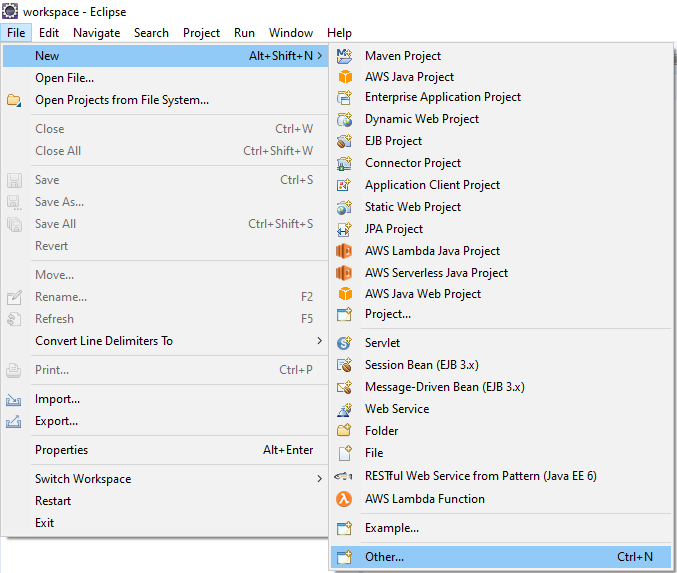 workspace - Eclipse
File Edit Navigate Search Project Run Window Help
New Alt+Shift+N
Open File...
Open Projects from File System...
Close Ctrl+W
Close All Ctrl+Shift+W
Save Ctrl+S
Save As...
Save All Ctrl+Shift+S
Revert
Move...
Rename... F2
Refresh F5
Convert Line Delimiters To
Print... Ctrl+P
Import...
Export...
Properties Alt+Enter
Switch Workspace
Restart
Exit
Maven Project
AWS Java Project
Enterprise Application Project
Dynamic Web Project
EJB Project
Connector Project
Application Client Project
Static Web Project
JPA Project
AWS Lambda Java Project
AWS Serverless Java Project
AWS Java Web Project
Project...
Servlet
Session Bean (EJB 3.x)
Message-Driven Bean (EJB 3.x)
Web Service
Folder
File
RESTful Web Service from Pattern (Java EE 6)
AWS Lambda Function
Example...
Other... Ctrl+N